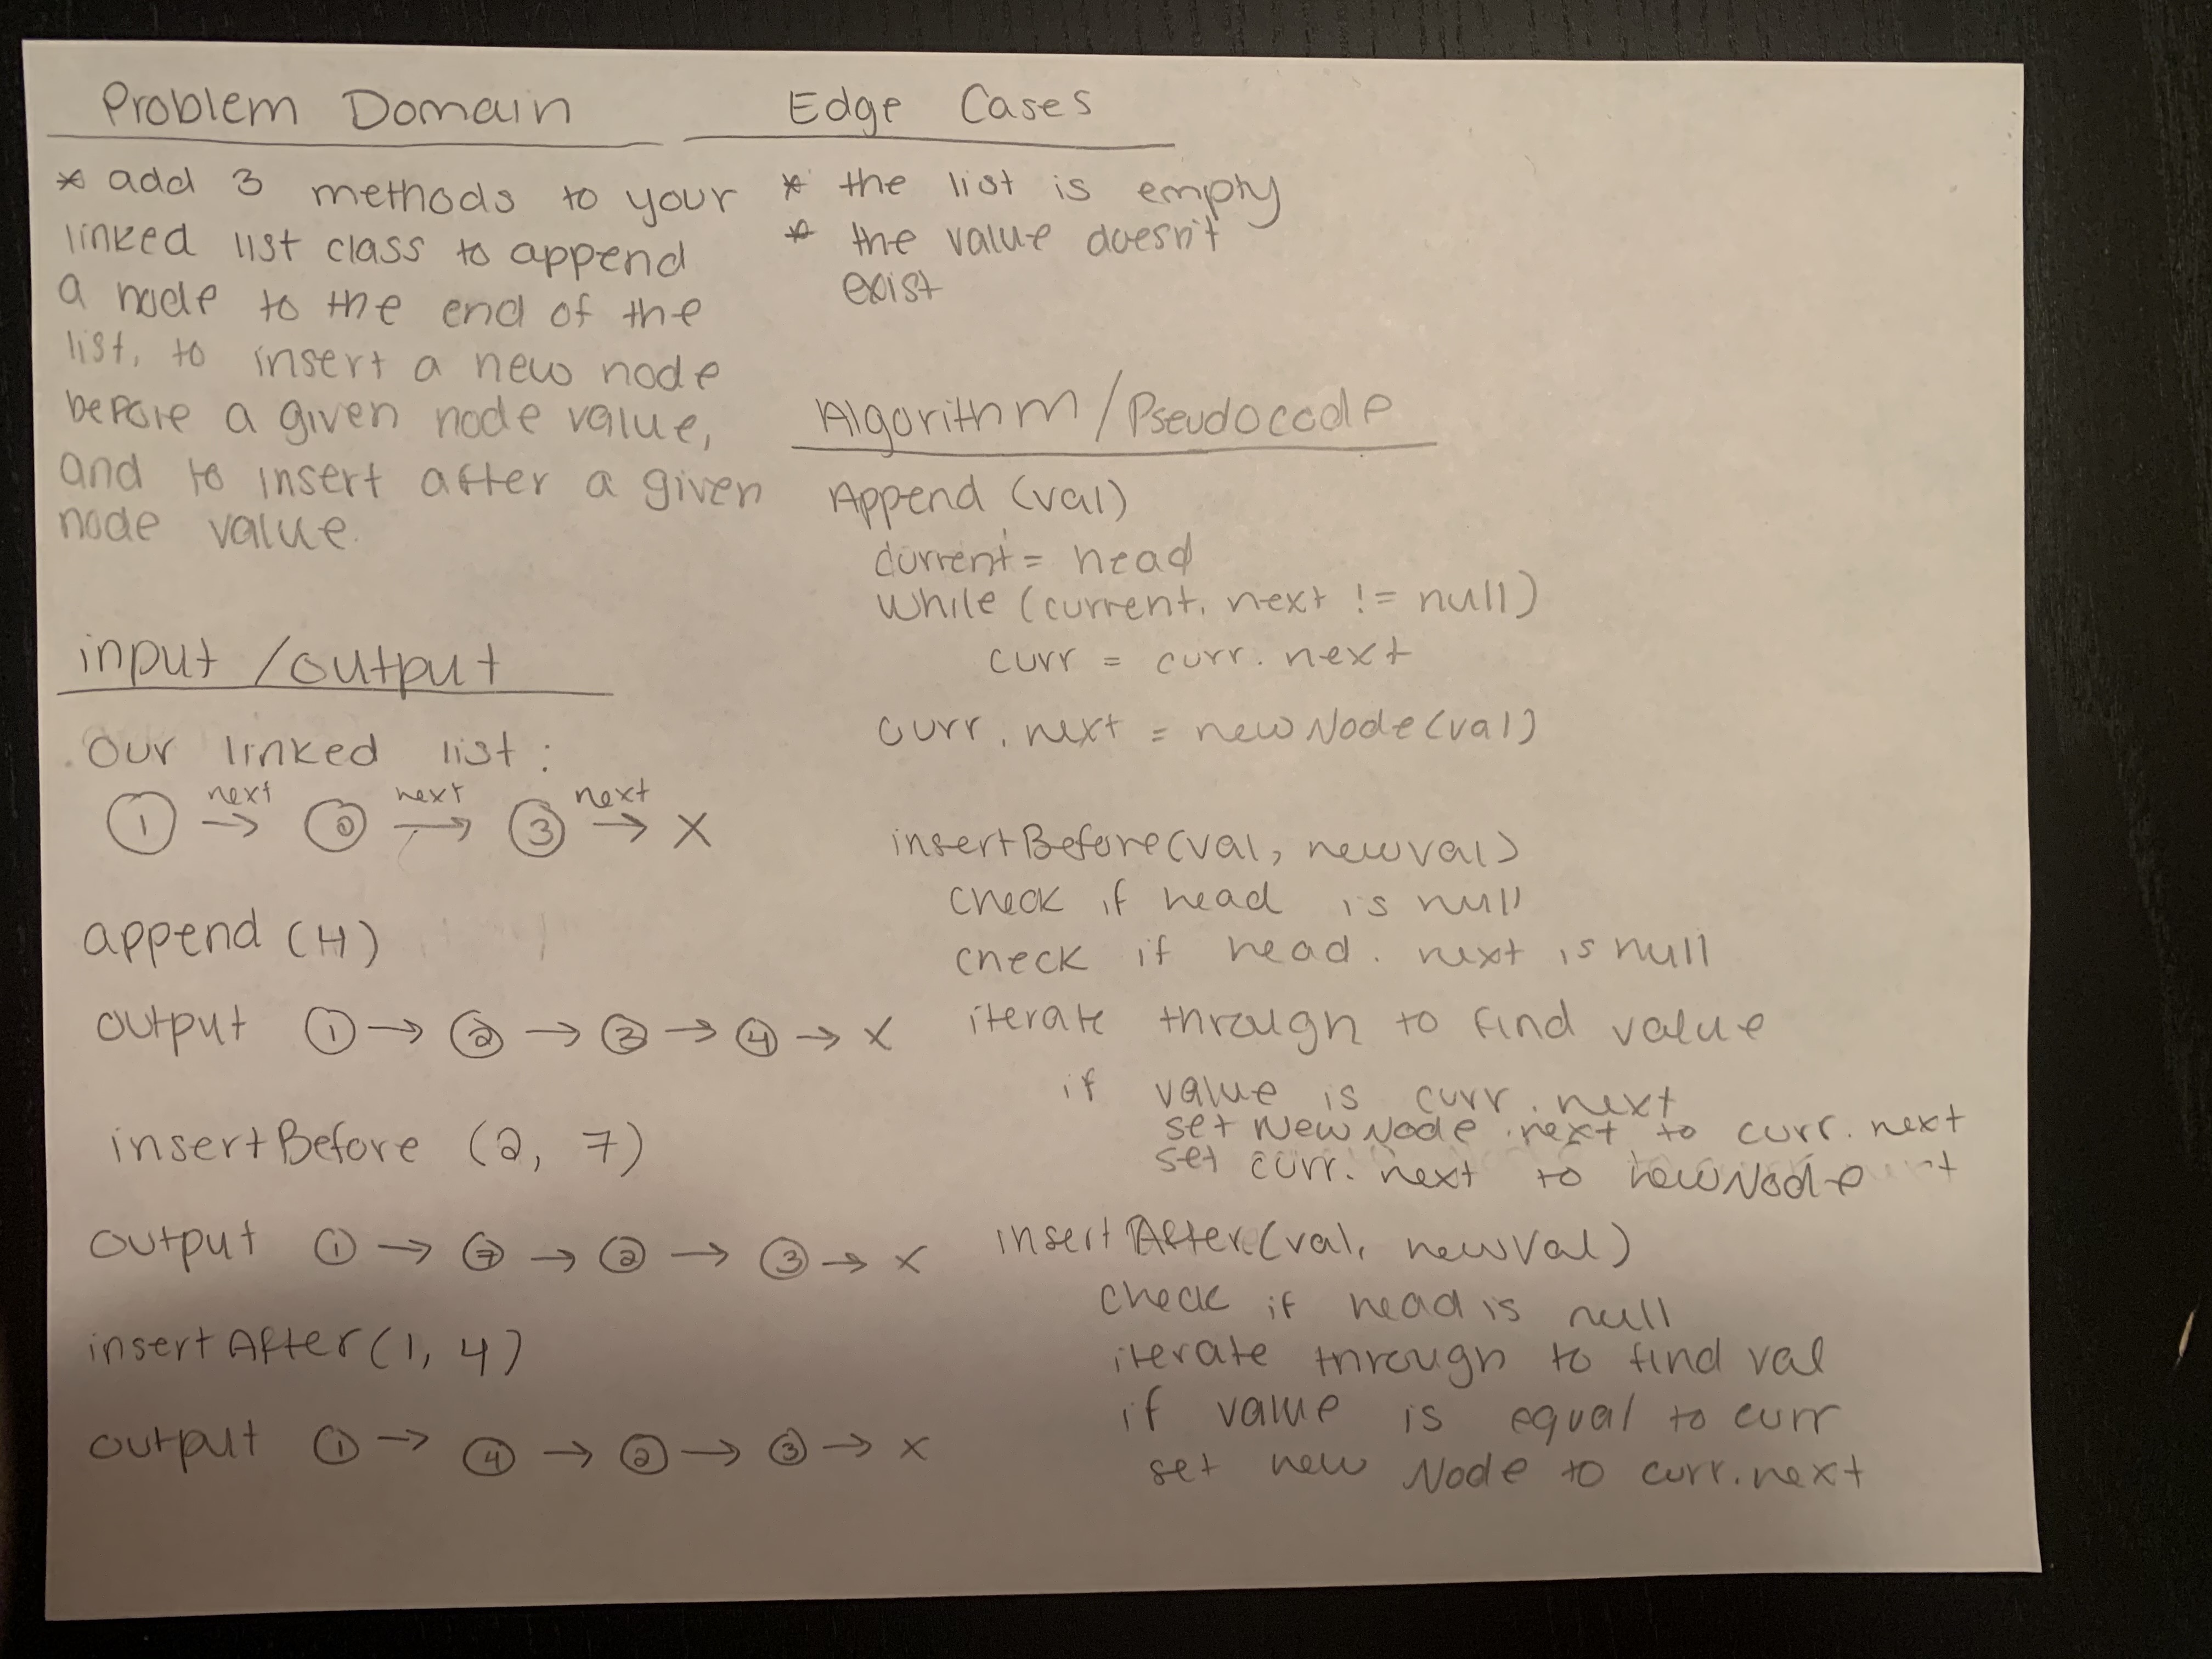 Problem Domain
* add 3 methods to your
linked list class to append
a node to the end of the
list, to insert a new node
before a given node value,
and to insert after a given
node value.
input / output
Our linked list:
next next next
1 → 2 → 3 → X
append (4)
output 1 → 2 → 3 → 4 → X
insertBefore (2, 7)
output 1 → 7 → 2 → 3 → X
insertAfter (1, 4)
output 1 → 4 → 2 → 3 → X
Edge Cases
* the list is empty
* the value doesn't
exist
Algorithm / Pseudocode
Append (val)
current = head
while (current.next != null)
curr = curr.next
curr.next = new Node(val)
insertBefore(val, newval)
check if head is null
check if head.next is null
iterate through to find value
if value is curr.next
set NewNode.next to curr.next
set curr.next to newNode
insertAfter(val, newVal)
check if head is null
iterate through to find val
if value is equal to curr
set new Node to curr.next